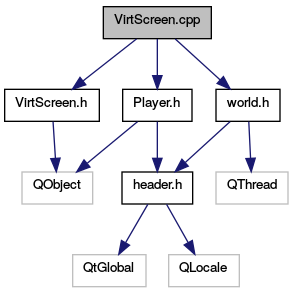 VirtScreen.cpp
VirtScreen.h
Player.h
world.h
QObject
header.h
QThread
QtGlobal
QLocale